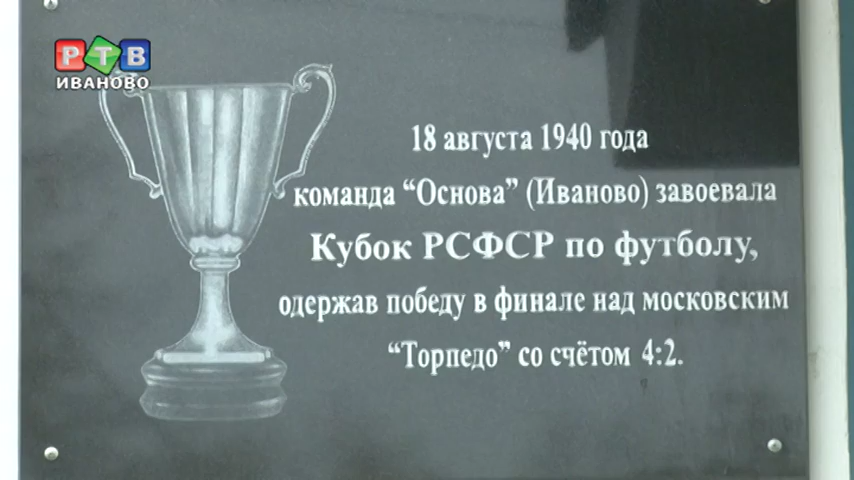 РТВ
ИВАНОВО
18 августа 1940 года
команда “Основа” (Иваново) завоевала
Кубок РСФСР по футболу,
одержав победу в финале над московским
“Торпедо” со счётом 4:2.